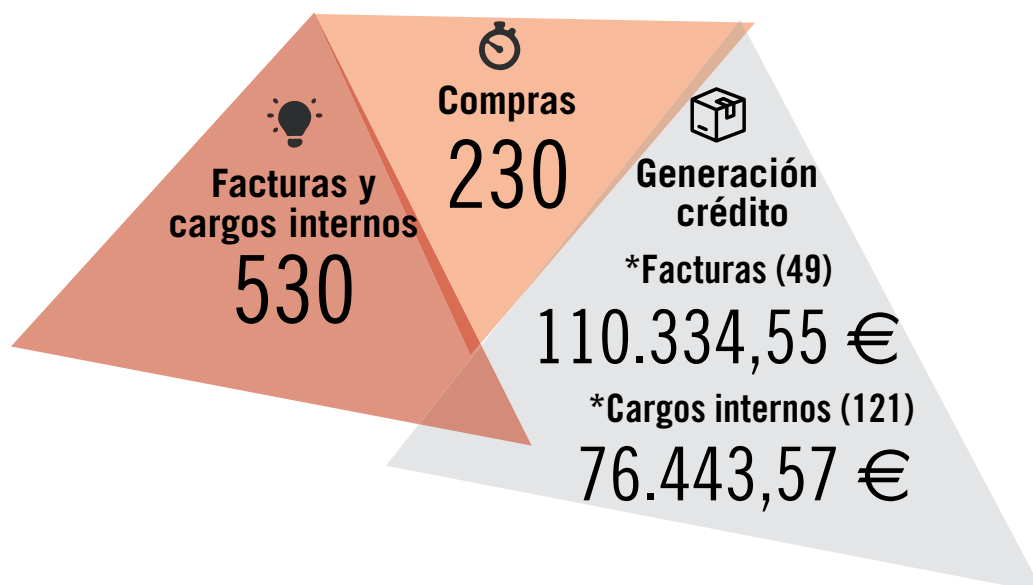 Facturas y
cargos internos
530
Compras
230
Generación
crédito
*Facturas (49)
110.334,55 €
*Cargos internos (121)
76.443,57 €